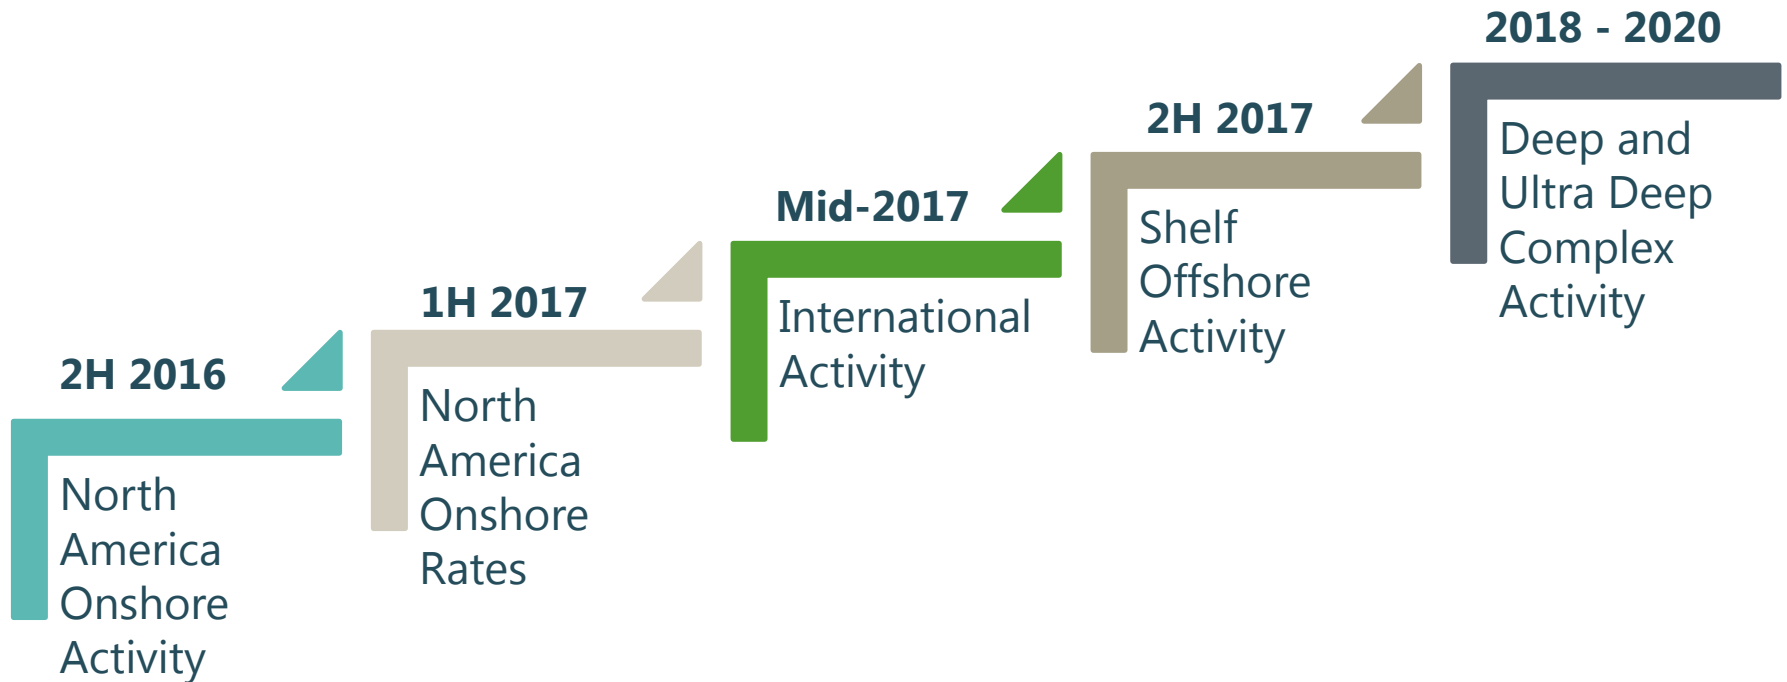 2H 2016
North
America
Onshore
Activity
1H 2017
North
America
Onshore
Rates
Mid-2017
International
Activity
2H 2017
Shelf
Offshore
Activity
2018 - 2020
Deep and
Ultra Deep
Complex
Activity